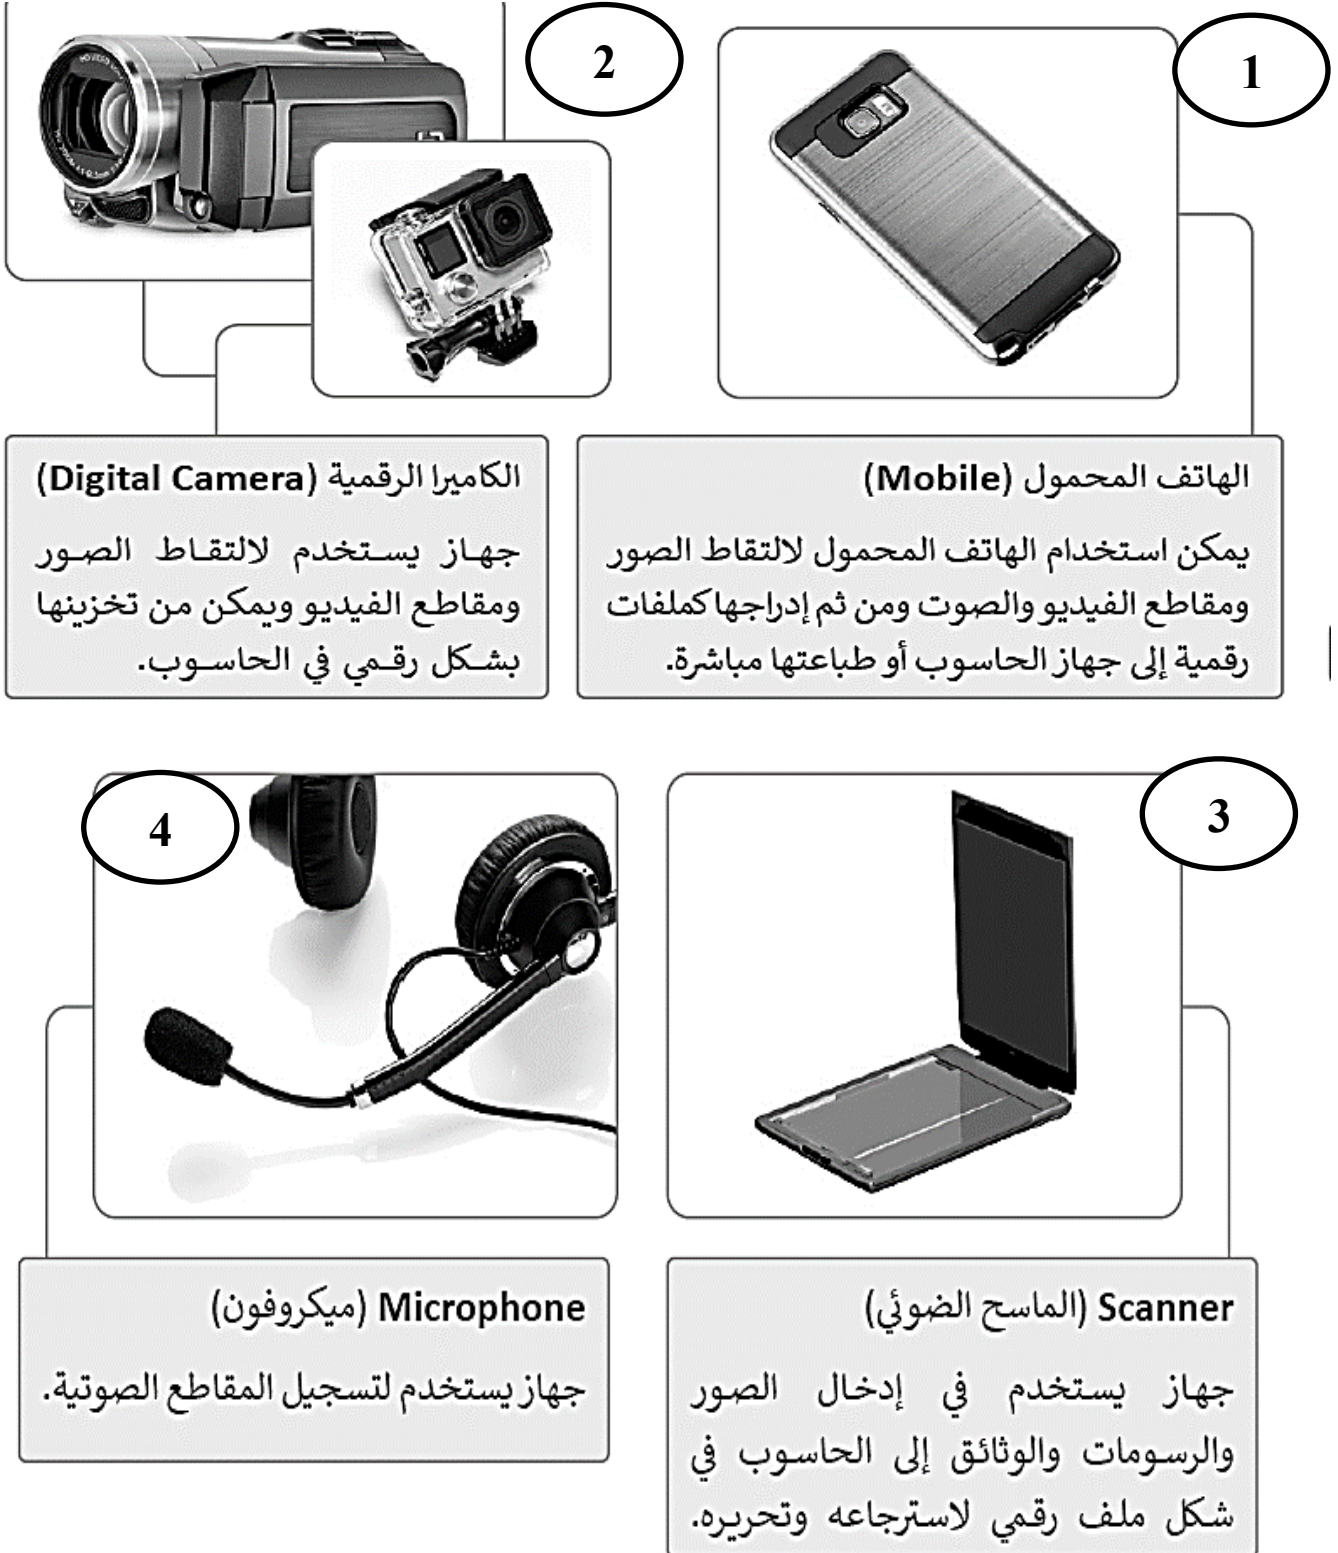 1
الهاتف المحمول (Mobile)
يمكن استخدام الهاتف المحمول لالتقاط الصور
ومقاطع الفيديو والصوت ومن ثم إدراجها كملفات
رقمية إلى جهاز الحاسوب أو طباعتها مباشرة.
2
الكاميرا الرقمية (Digital Camera)
جهاز يستخدم لالتقاط الصور
ومقاطع الفيديو ويمكن من تخزينها
بشكل رقمي في الحاسوب.
3
Scanner (الماسح الضوئي)
جهاز يستخدم في إدخال الصور
والرسومات والوثائق إلى الحاسوب في
شكل ملف رقمي لاسترجاعه وتحريره.
4
Microphone (ميكروفون)
جهاز يستخدم لتسجيل المقاطع الصوتية.